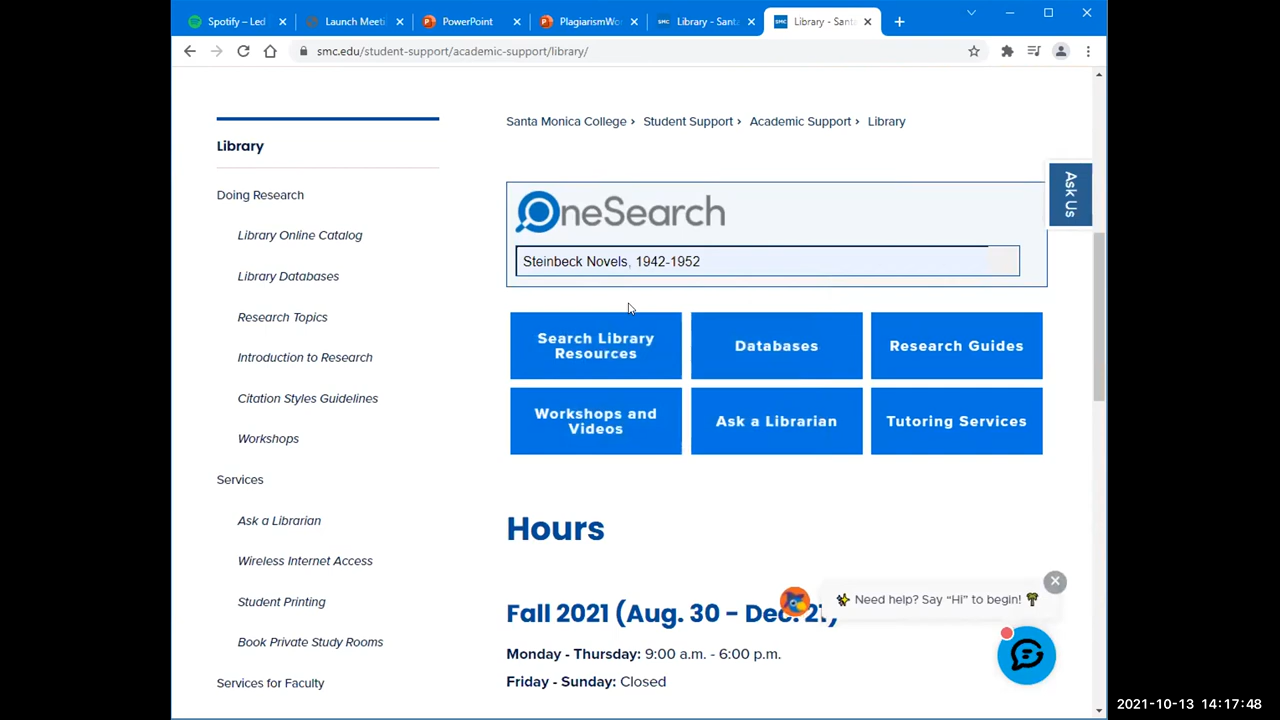 Spotify – Led
Launch Meeti
PowerPoint
PlagiarismWo
Library - Santa
Library - Santa
smc.edu/student-support/academic-support/library/
Santa Monica College › Student Support › Academic Support › Library
Library
Doing Research
Library Online Catalog
Library Databases
Research Topics
Introduction to Research
Citation Styles Guidelines
Workshops
Services
Ask a Librarian
Wireless Internet Access
Student Printing
Book Private Study Rooms
Services for Faculty
OneSearch
Steinbeck Novels, 1942-1952
Ask Us
Search Library
Resources
Databases
Research Guides
Workshops and
Videos
Ask a Librarian
Tutoring Services
Hours
Fall 2021 (Aug. 30 – Dec. 21)
Monday - Thursday: 9:00 a.m. - 6:00 p.m.
Friday - Sunday: Closed
Need help? Say “Hi” to begin!
2021-10-13 14:17:48